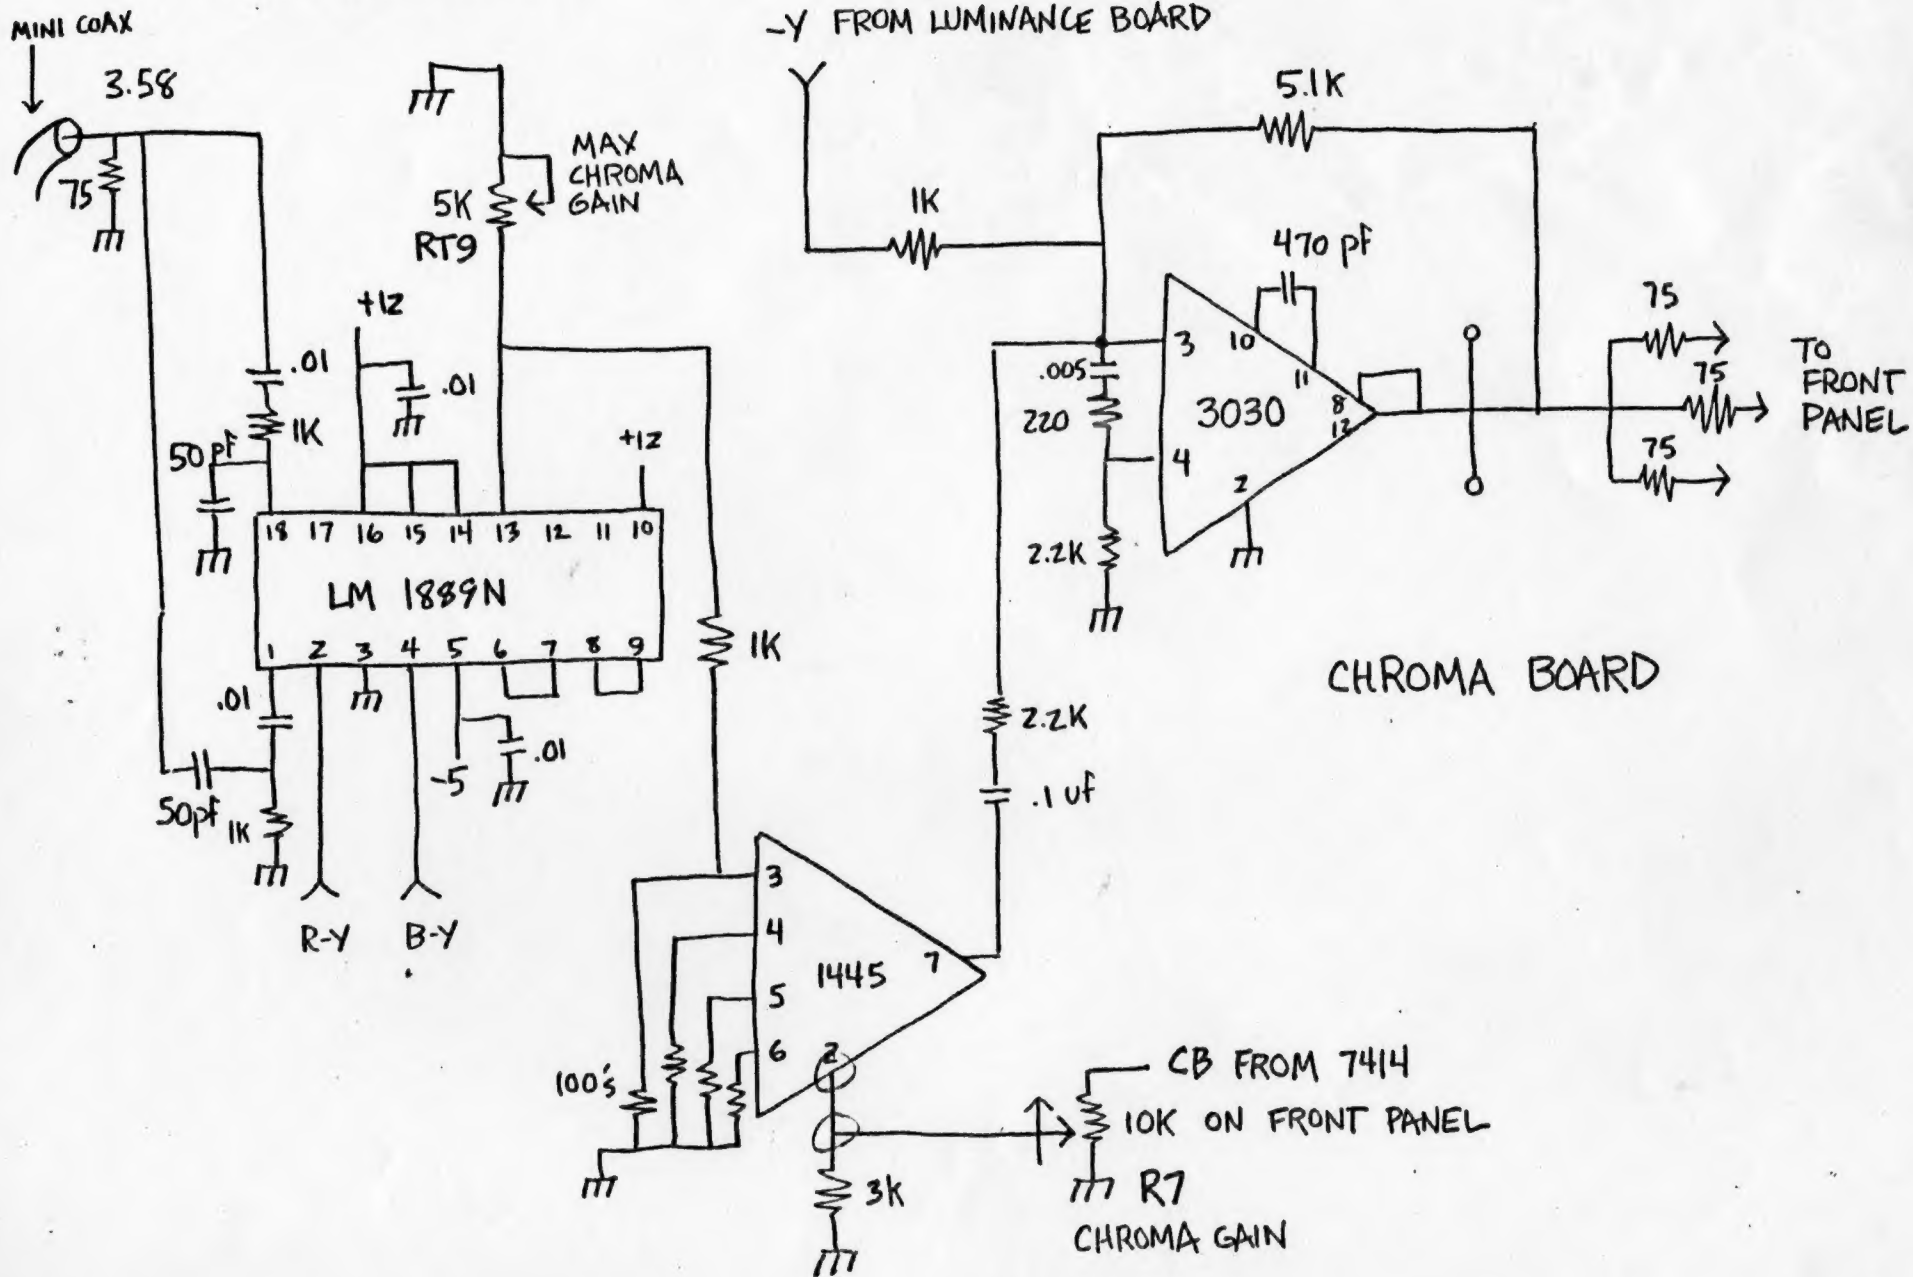 MINI COAX
3.58
75
-Y FROM LUMINANCE BOARD
MAX
CHROMA
GAIN
5K
RT9
5.1K
1K
470 pf
+12
.01
.01
1K
50 pf
+12
18 17 16 15 14 13 12 11 10
LM 1889N
1 2 3 4 5 6 7 8 9
.01
50pf
1K
-5
.01
R-Y B-Y
1K
3
10
11
.005
3030
8
12
220
4
2
2.2K
75
75
75
TO
FRONT
PANEL
CHROMA BOARD
2.2K
.1 uf
3
4
5
6
1445
7
2
100's
3K
CB FROM 7414
10K ON FRONT PANEL
R7
CHROMA GAIN